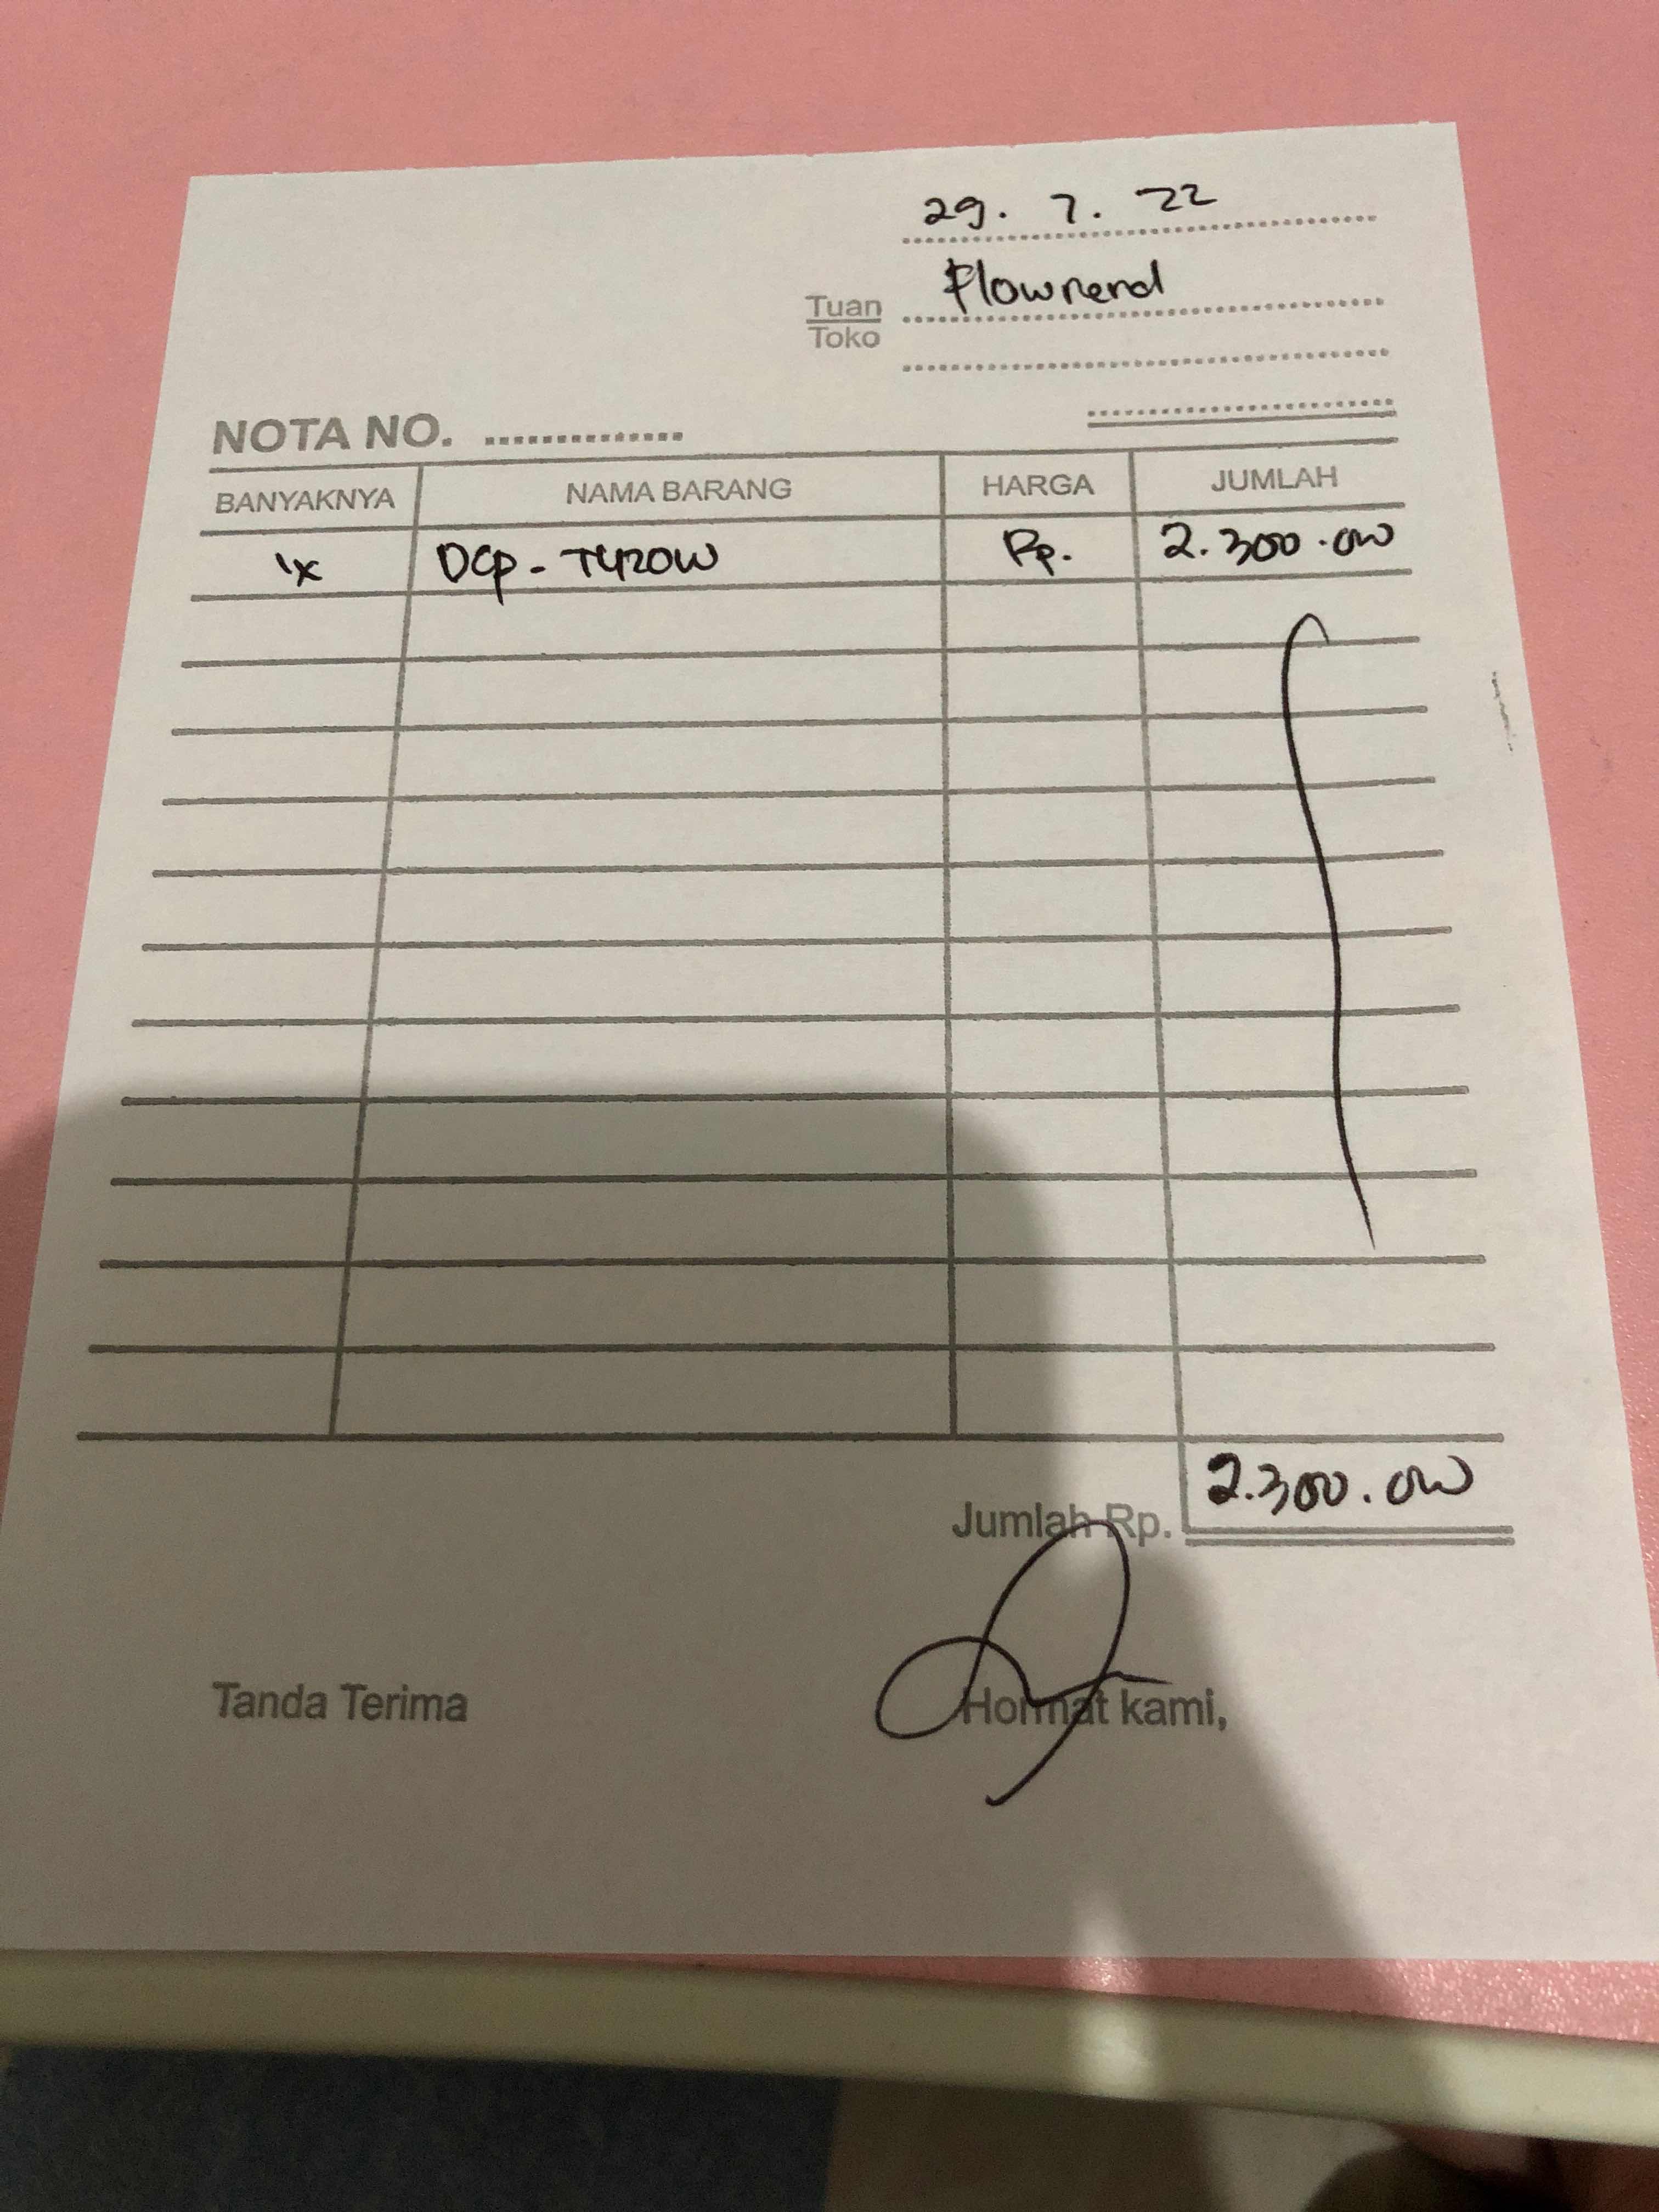 29. 7. 22
Tuan Flowrend
Toko
NOTA NO. ..............
BANYAKNYA NAMA BARANG HARGA JUMLAH
1x DCP - T420W Rp. 2.300.000
Jumlah Rp. 2.300.000
Tanda Terima Hormat kami,